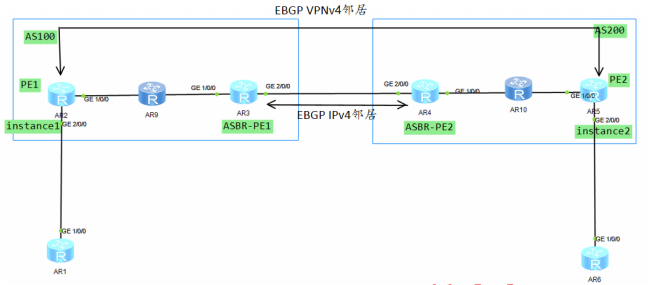 EBGP VPNv4邻居
AS100
AS200
PE1
PE2
GE 1/0/0
GE 1/0/0
GE 2/0/0
GE 2/0/0
GE 1/0/0
GE 1/0/0
AR2
AR9
AR3
AR4
AR10
AR5
EBGP IPv4邻居
instance1
GE 2/0/0
ASBR-PE1
ASBR-PE2
GE 2/0/0
instance2
GE 1/0/0
GE 1/0/0
AR1
AR6